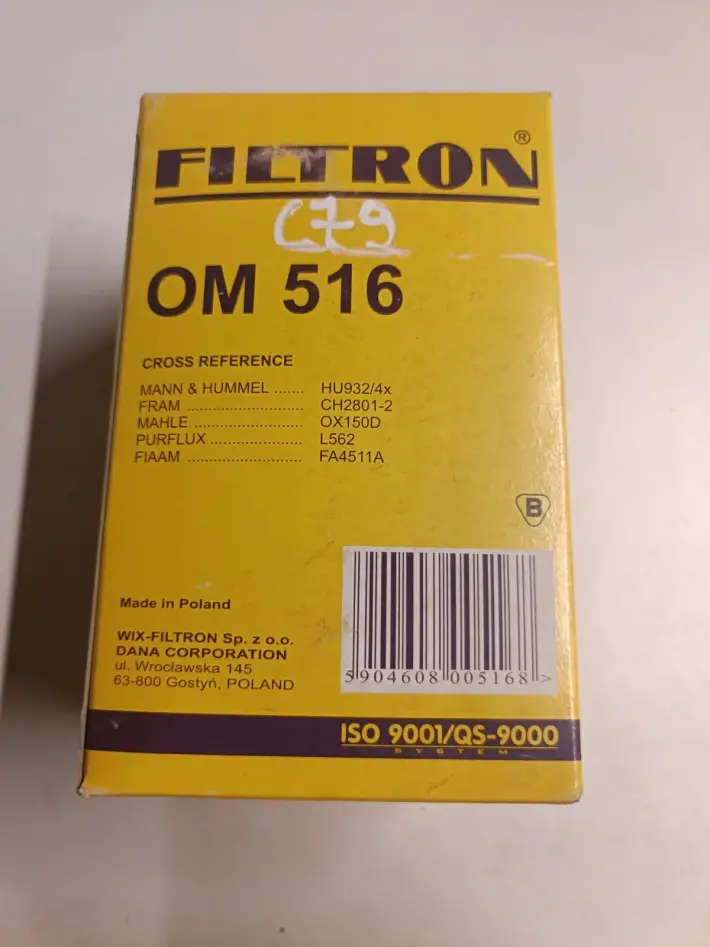 FILTRON®
C79
OM 516
CROSS REFERENCE
MANN & HUMMEL ....... HU932/4x
FRAM ............................ CH2801-2
MAHLE .......................... OX150D
PURFLUX ...................... L562
FIAAM ........................... FA4511A
B
Made in Poland
WIX-FILTRON Sp. z o.o.
DANA CORPORATION
ul. Wrocławska 145
63-800 Gostyń, POLAND
5904608 005168 >
ISO 9001/QS-9000
SYSTEM